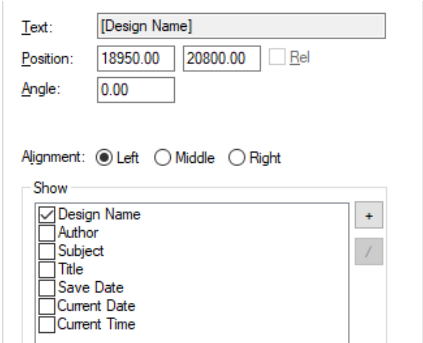 Text: [Design Name]
Position: 18950.00 20800.00 Rel
Angle: 0.00
Alignment: Left Middle Right
Show
Design Name +
Author
Subject /
Title
Save Date
Current Date
Current Time